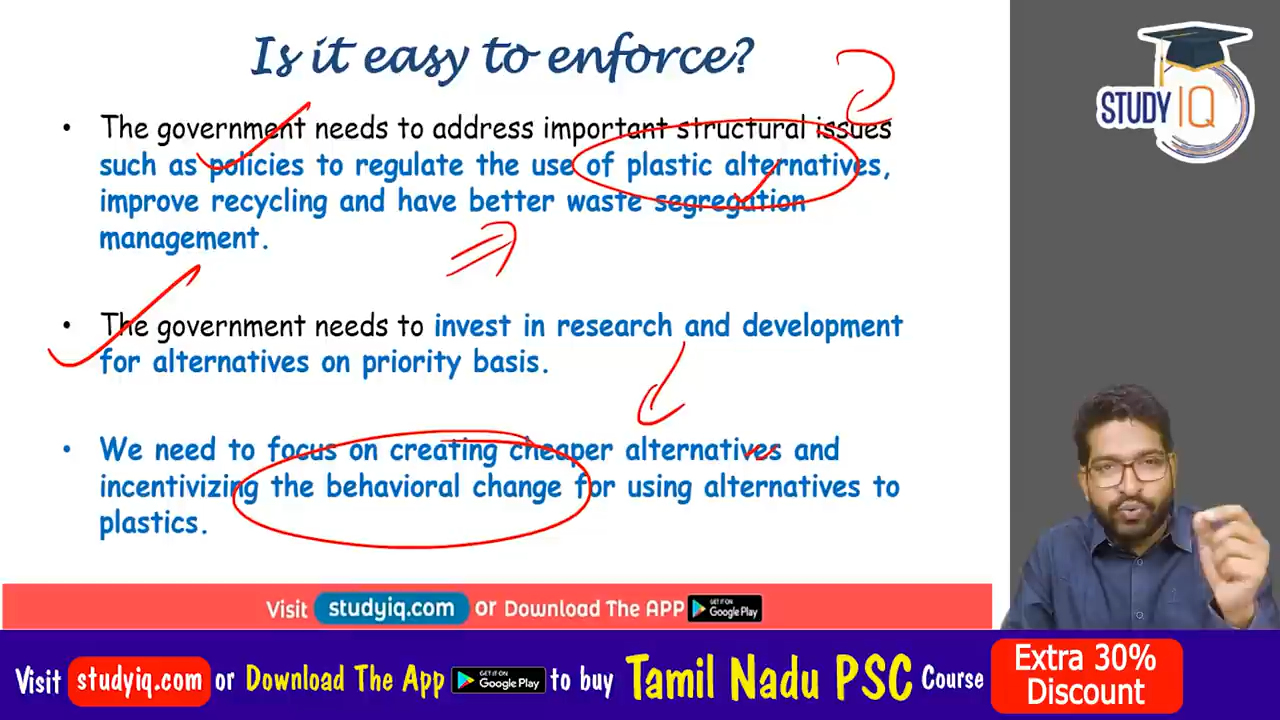 Is it easy to enforce?
• The government needs to address important structural issues
such as policies to regulate the use of plastic alternatives,
improve recycling and have better waste segregation
management.
• The government needs to invest in research and development
for alternatives on priority basis.
• We need to focus on creating cheaper alternatives and
incentivizing the behavioral change for using alternatives to
plastics.
STUDY IQ
Visit studyiq.com or Download The APP GET IT ON Google Play
Visit studyiq.com or Download The App GET IT ON Google Play to buy Tamil Nadu PSC Course
Extra 30%
Discount